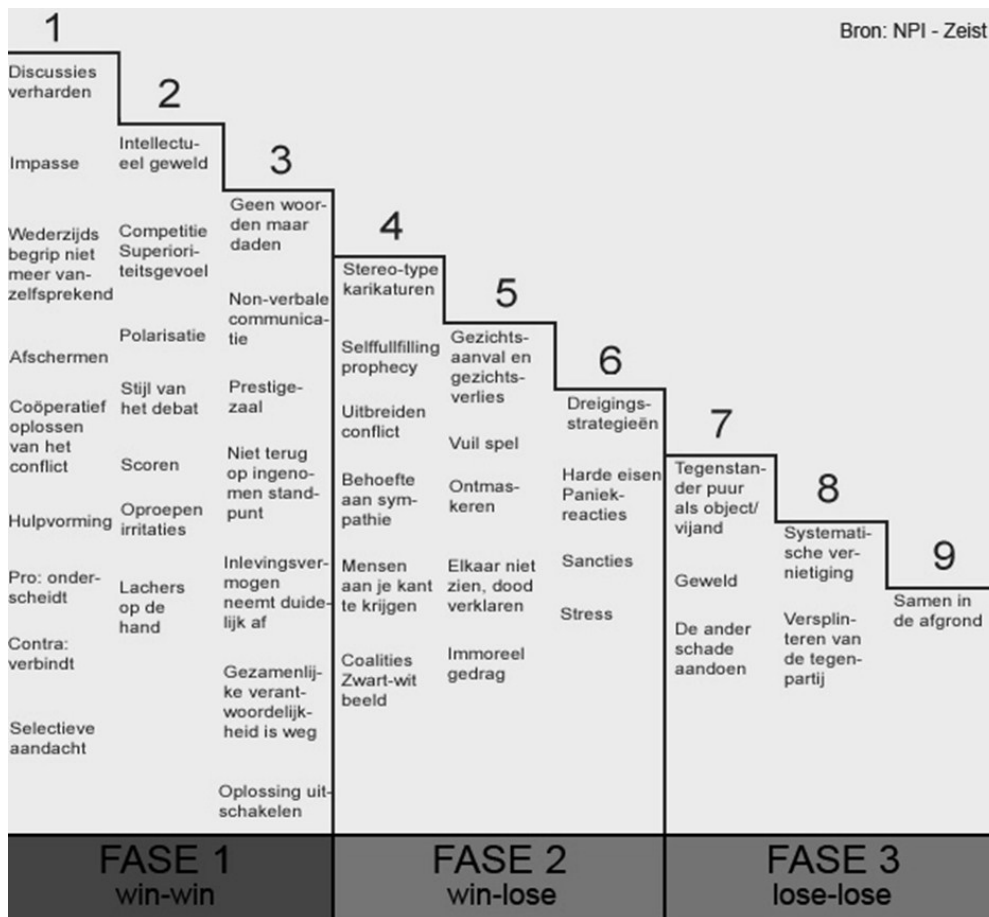 Bron: NPI - Zeist
1
Discussies
verharden
Impasse
Wederzijds
begrip niet
meer van-
zelfsprekend
Afschermen
Coöperatief
oplossen
van het
conflict
Hulpvorming
Pro: onder-
scheidt
Contra:
verbindt
Selectieve
aandacht
2
Intellectu-
eel geweld
Competitie
Superiori-
teitsgevoel
Polarisatie
Stijl van
het debat
Scoren
Oproepen
irritaties
Lachers
op de
hand
3
Geen woor-
den maar
daden
Non-verbale
communica-
tie
Prestige-
zaal
Niet terug
op ingeno-
men stand-
punt
Inlevingsver-
mogen
neemt duide-
lijk af
Gezamenlij-
ke verant-
woordelijk-
heid is weg
Oplossing uit-
schakelen
4
Stereo-type
karikaturen
Selffullfilling
prophecy
Uitbreiden
conflict
Behoefte
aan sym-
pathie
Mensen
aan je kant
te krijgen
Coalities
Zwart-wit
beeld
5
Gezichts-
aanval en
gezichts-
verlies
Vuil spel
Ontmas-
keren
Elkaar niet
zien, dood
verklaren
Immoreel
gedrag
6
Dreigings-
strategieën
Harde eisen
Paniek-
reacties
Sancties
Stress
7
Tegenstan-
der puur
als object/
vijand
Geweld
De ander
schade
aandoen
8
Systemati-
sche ver-
nietiging
Versplin-
teren van
de tegen-
partij
9
Samen in
de afgrond
FASE 1
win-win
FASE 2
win-lose
FASE 3
lose-lose